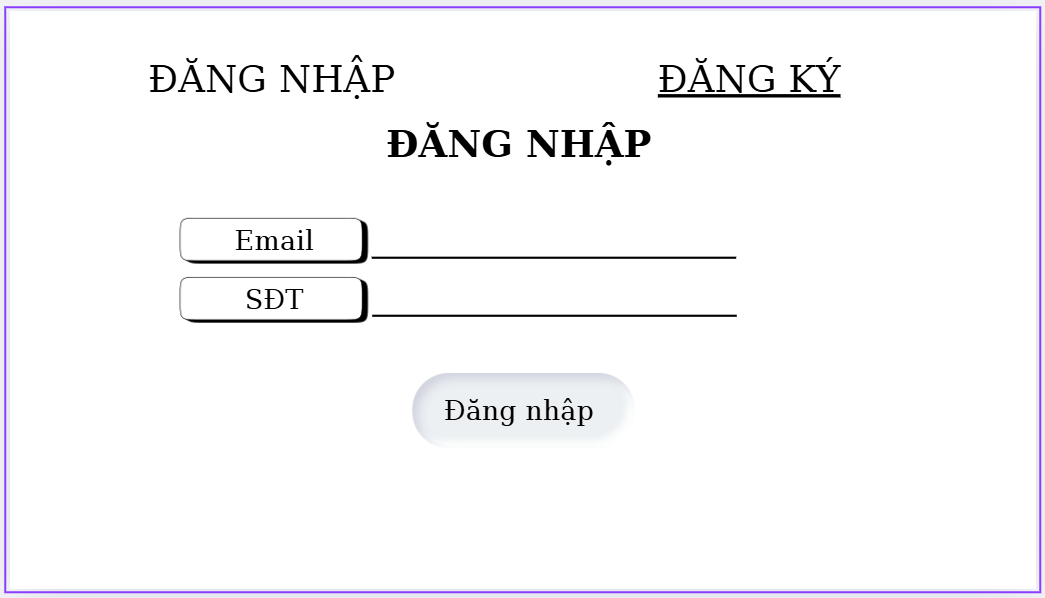 ĐĂNG NHẬP ĐĂNG KÝ
ĐĂNG NHẬP
Email
SĐT
Đăng nhập